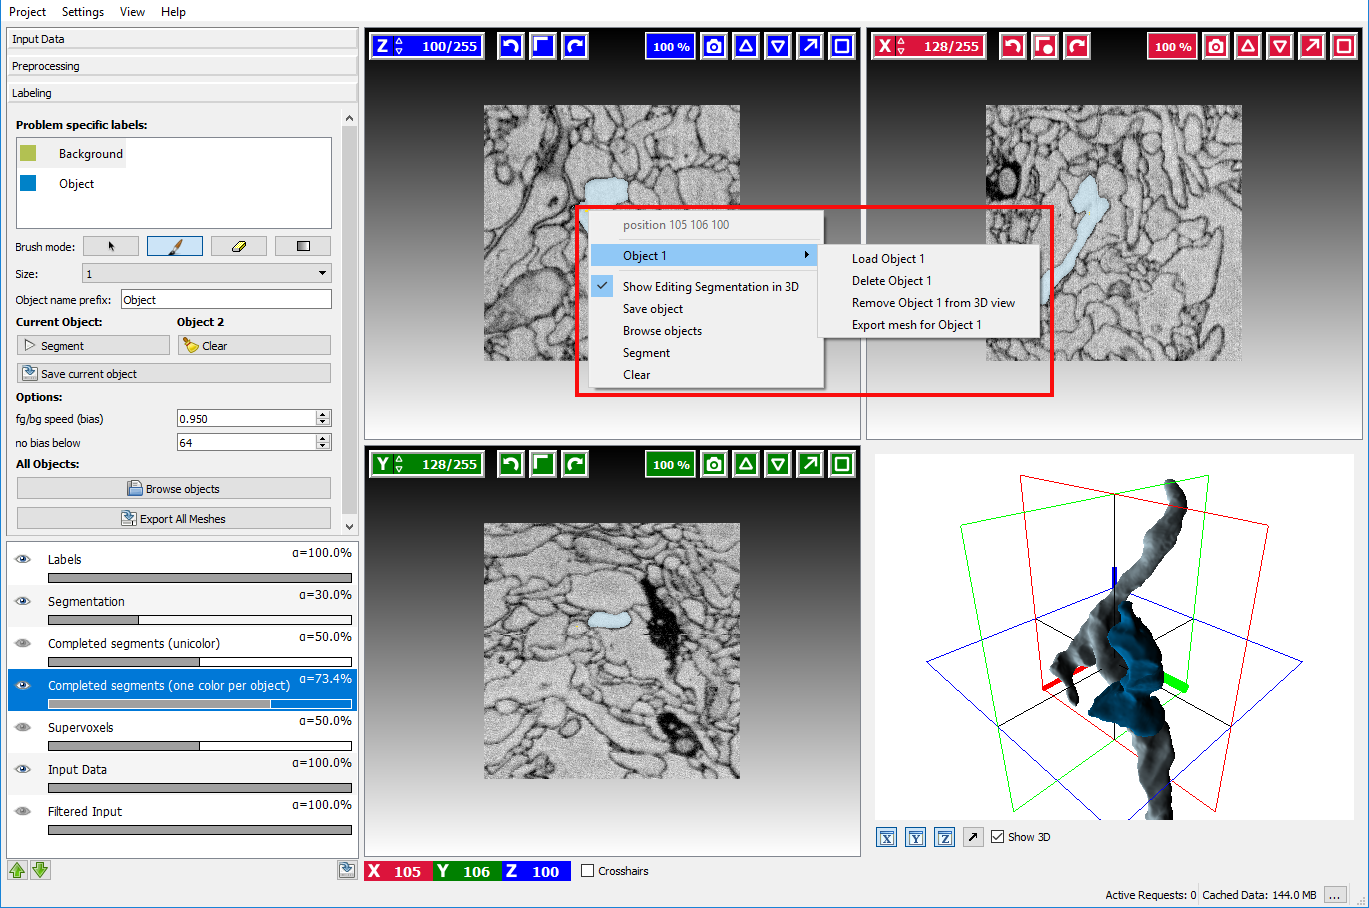 Project Settings View Help
Input Data
Preprocessing
Labeling
Problem specific labels:
Background
Object
Brush mode:
Size: 1
Object name prefix: Object
Current Object: Object 2
Segment Clear
Save current object
Options:
fg/bg speed (bias) 0.950
no bias below 64
All Objects:
Browse objects
Export All Meshes
Labels α=100.0%
Segmentation α=30.0%
Completed segments (unicolor) α=50.0%
Completed segments (one color per object) α=73.4%
Supervoxels α=50.0%
Input Data α=100.0%
Filtered Input α=100.0%
Z 100/255 100 %
X 128/255 100 %
position 105 106 100
Object 1
Show Editing Segmentation in 3D
Save object
Browse objects
Segment
Clear
Load Object 1
Delete Object 1
Remove Object 1 from 3D view
Export mesh for Object 1
Y 128/255 100 %
X Y Z Show 3D
X 105 Y 106 Z 100 Crosshairs
Active Requests: 0 Cached Data: 144.0 MB ...